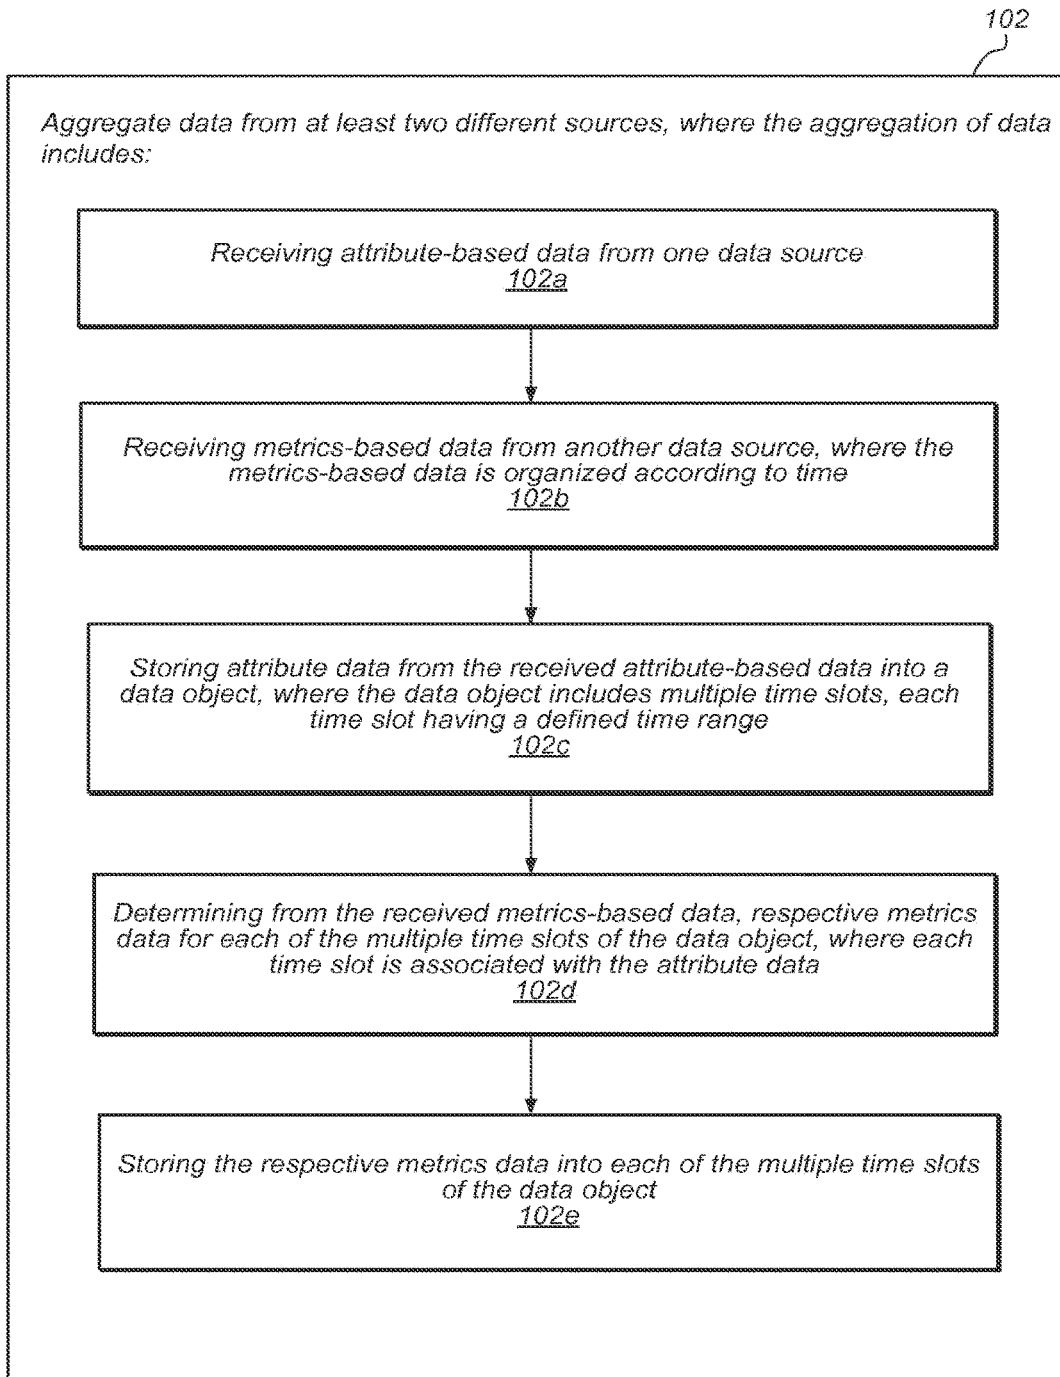 102
Aggregate data from at least two different sources, where the aggregation of data
includes:
Receiving attribute-based data from one data source
102a
Receiving metrics-based data from another data source, where the
metrics-based data is organized according to time
102b
Storing attribute data from the received attribute-based data into a
data object, where the data object includes multiple time slots, each
time slot having a defined time range
102c
Determining from the received metrics-based data, respective metrics
data for each of the multiple time slots of the data object, where each
time slot is associated with the attribute data
102d
Storing the respective metrics data into each of the multiple time slots
of the data object
102e